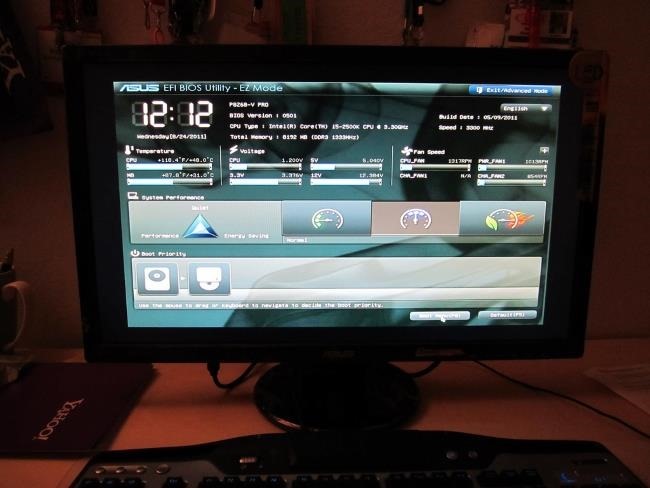 ASUS EFI BIOS Utility - EZ Mode
Exit/Advanced Mode
12:12
Wednesday[8/24/2011]
P8Z68-V PRO
BIOS Version : 0501
CPU Type : Intel(R) Core(TM) i5-2500K CPU @ 3.30GHz
Total Memory : 8192 MB (DDR3 1333MHz)
English
Build Date : 05/09/2011
Speed : 3300 MHz
Temperature
CPU +118.4°F/+48.0°C
MB +87.8°F/+31.0°C
Voltage
CPU 1.200V 5V 5.040V
3.3V 3.376V 12V 12.384V
Fan Speed
CPU_FAN 1317RPM PWR_FAN1 1013RPM
CHA_FAN1 N/A CHA_FAN2 854RPM
System Performance
Quiet
Performance Energy Saving
Normal
Boot Priority
Use the mouse to drag or keyboard to navigate to decide the boot priority.
Boot Menu(F8) Default(F5)
ASUS
YAHOO!